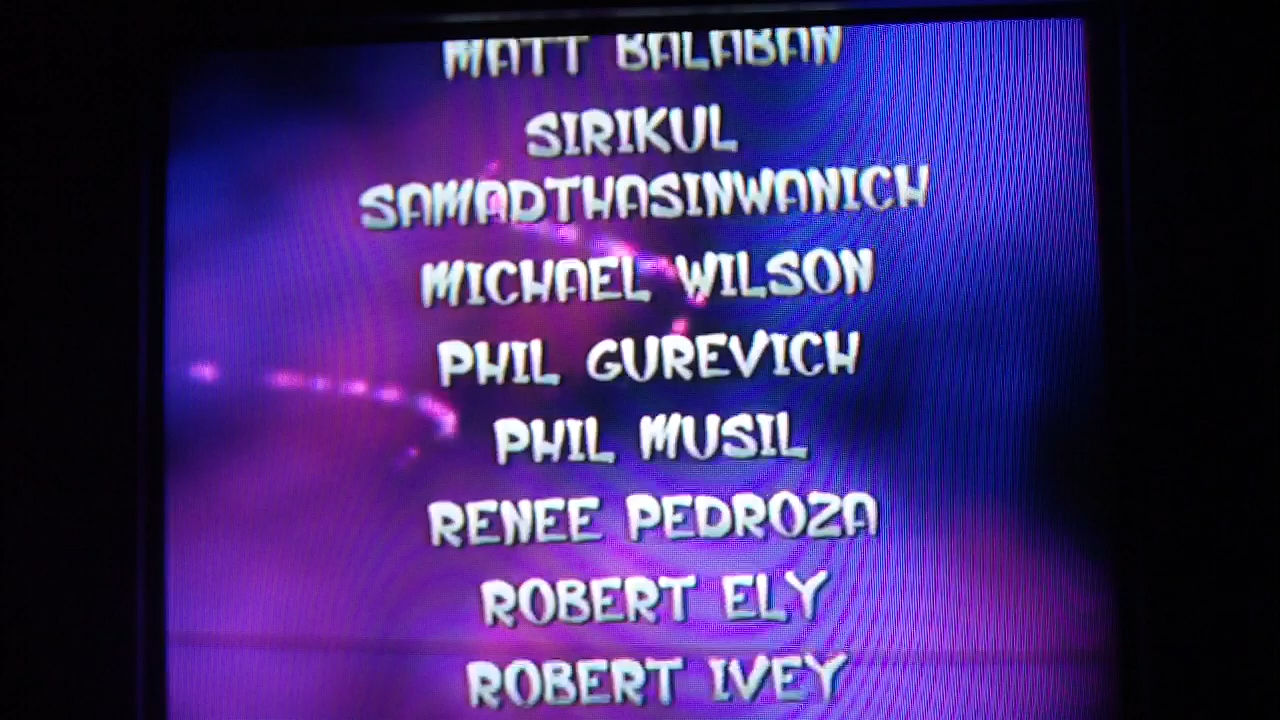 MATT BALABAN
SIRIKUL
SAMADTHASINWANICH
MICHAEL WILSON
PHIL GUREVICH
PHIL MUSIL
RENEE PEDROZA
ROBERT ELY
ROBERT IVEY